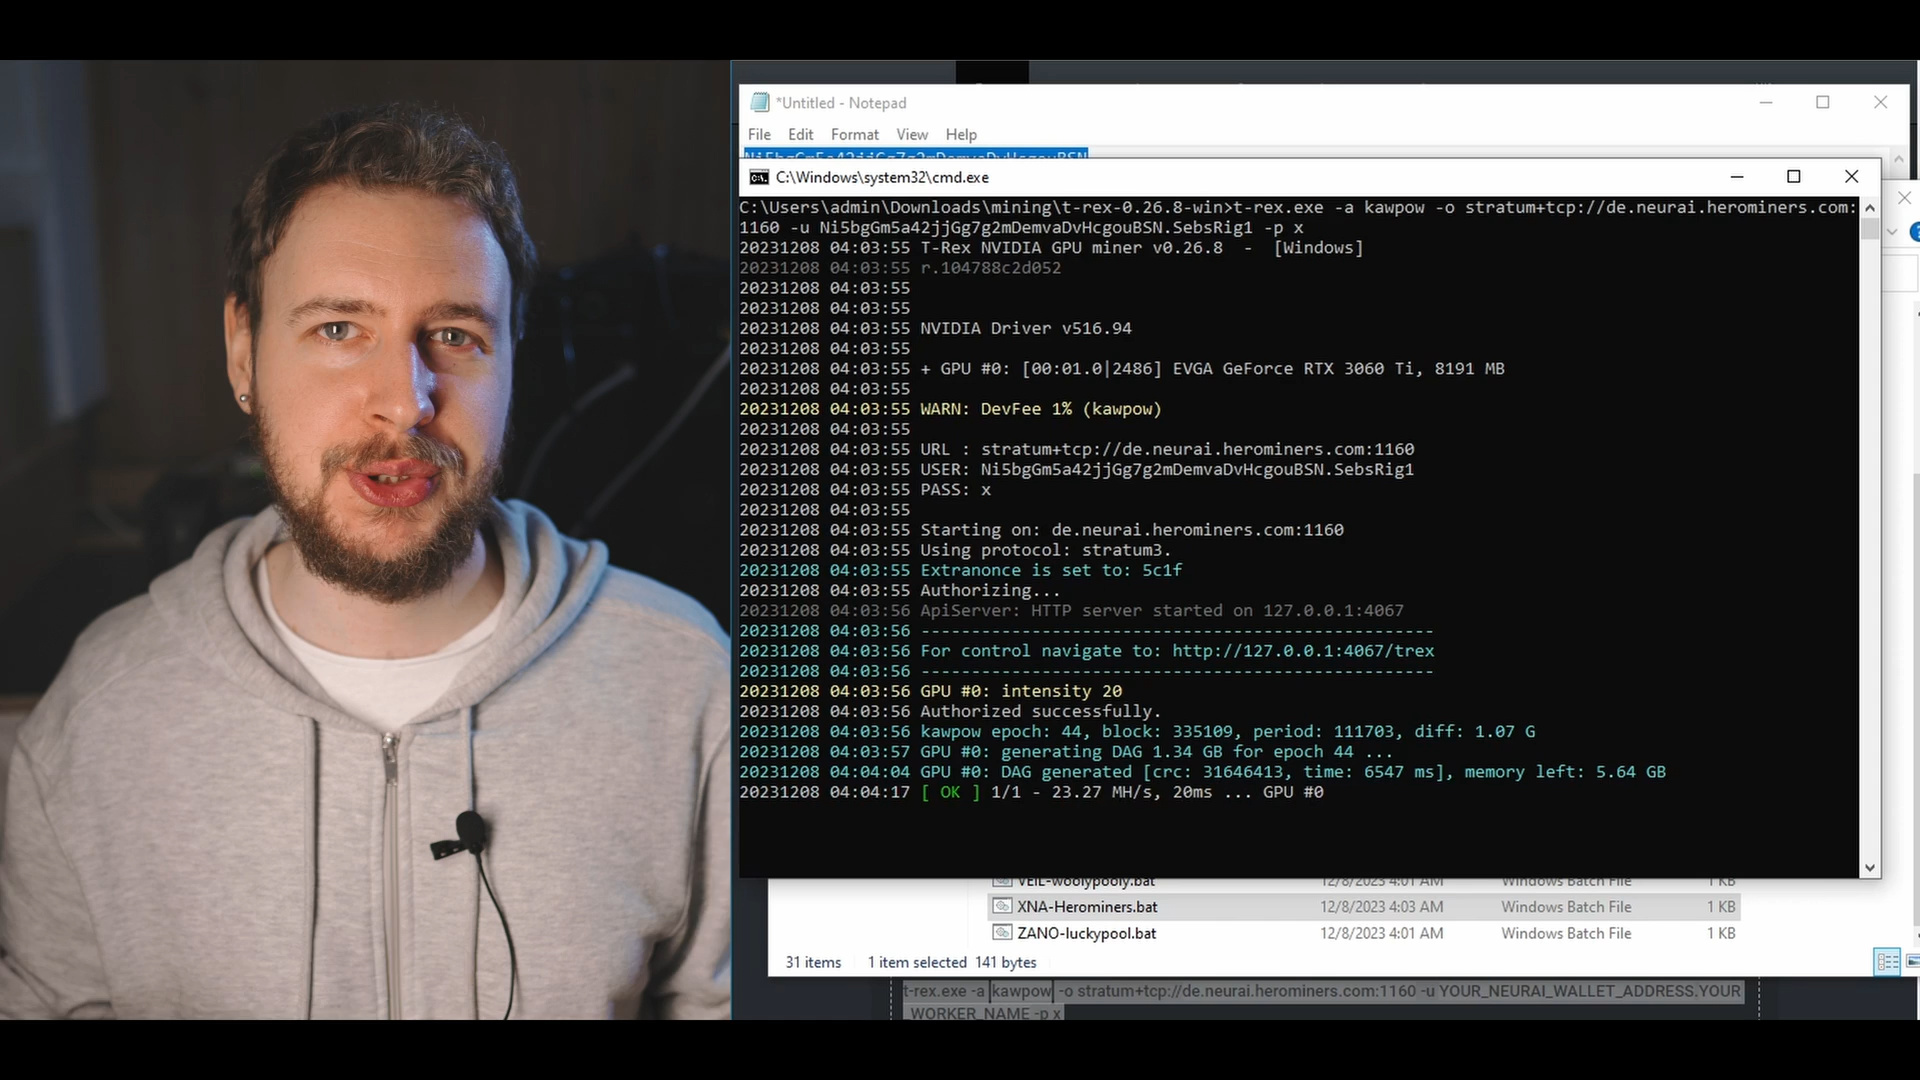 *Untitled - Notepad
File Edit Format View Help
Ni5bgGm5a42jjGg7g2mDemvaDvHcgouBSN
C:\Windows\system32\cmd.exe
C:\Users\admin\Downloads\mining\t-rex-0.26.8-win>t-rex.exe -a kawpow -o stratum+tcp://de.neurai.herominers.com:
1160 -u Ni5bgGm5a42jjGg7g2mDemvaDvHcgouBSN.SebsRig1 -p x
20231208 04:03:55 T-Rex NVIDIA GPU miner v0.26.8  -  [Windows]
20231208 04:03:55 r.104788c2d052
20231208 04:03:55
20231208 04:03:55
20231208 04:03:55 NVIDIA Driver v516.94
20231208 04:03:55
20231208 04:03:55 + GPU #0: [00:01.0|2486] EVGA GeForce RTX 3060 Ti, 8191 MB
20231208 04:03:55
20231208 04:03:55 WARN: DevFee 1% (kawpow)
20231208 04:03:55
20231208 04:03:55 URL : stratum+tcp://de.neurai.herominers.com:1160
20231208 04:03:55 USER: Ni5bgGm5a42jjGg7g2mDemvaDvHcgouBSN.SebsRig1
20231208 04:03:55 PASS: x
20231208 04:03:55
20231208 04:03:55 Starting on: de.neurai.herominers.com:1160
20231208 04:03:55 Using protocol: stratum3.
20231208 04:03:55 Extranonce is set to: 5c1f
20231208 04:03:55 Authorizing...
20231208 04:03:56 ApiServer: HTTP server started on 127.0.0.1:4067
20231208 04:03:56 ---------------------------------------------------
20231208 04:03:56 For control navigate to: http://127.0.0.1:4067/trex
20231208 04:03:56 ---------------------------------------------------
20231208 04:03:56 GPU #0: intensity 20
20231208 04:03:56 Authorized successfully.
20231208 04:03:56 kawpow epoch: 44, block: 335109, period: 111703, diff: 1.07 G
20231208 04:03:57 GPU #0: generating DAG 1.34 GB for epoch 44 ...
20231208 04:04:04 GPU #0: DAG generated [crc: 31646413, time: 6547 ms], memory left: 5.64 GB
20231208 04:04:17 [ OK ] 1/1 - 23.27 MH/s, 20ms ... GPU #0
VEIL-woolypooly.bat 12/8/2023 4:01 AM Windows Batch File 1 KB
XNA-Herominers.bat 12/8/2023 4:03 AM Windows Batch File 1 KB
ZANO-luckypool.bat 12/8/2023 4:01 AM Windows Batch File 1 KB
31 items 1 item selected 141 bytes
t-rex.exe -a kawpow -o stratum+tcp://de.neurai.herominers.com:1160 -u YOUR_NEURAI_WALLET_ADDRESS.YOUR
_WORKER_NAME -p x